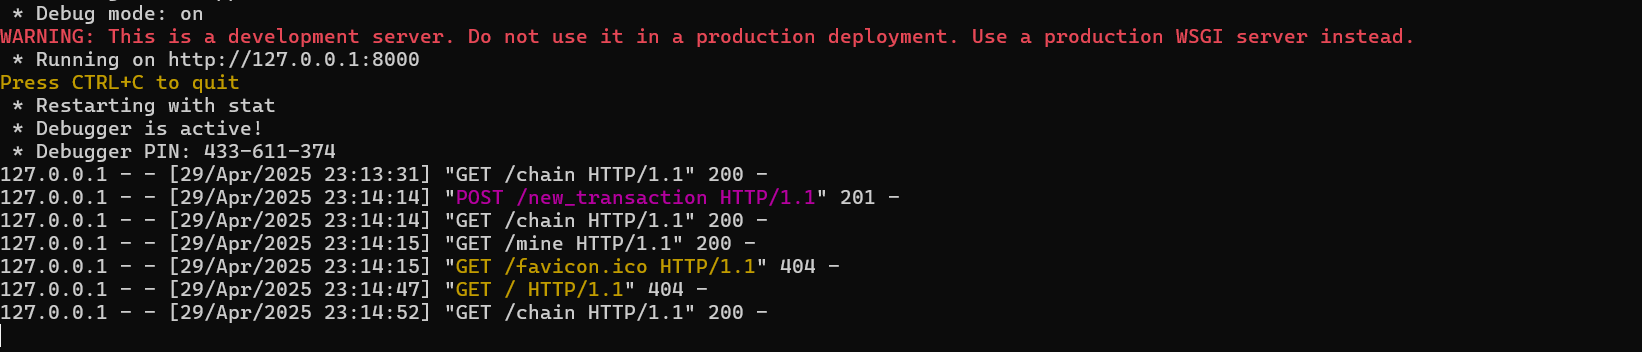 * Debug mode: on
WARNING: This is a development server. Do not use it in a production deployment. Use a production WSGI server instead.
* Running on http://127.0.0.1:8000
Press CTRL+C to quit
* Restarting with stat
* Debugger is active!
* Debugger PIN: 433-611-374
127.0.0.1 - - [29/Apr/2025 23:13:31] "GET /chain HTTP/1.1" 200 -
127.0.0.1 - - [29/Apr/2025 23:14:14] "POST /new_transaction HTTP/1.1" 201 -
127.0.0.1 - - [29/Apr/2025 23:14:14] "GET /chain HTTP/1.1" 200 -
127.0.0.1 - - [29/Apr/2025 23:14:15] "GET /mine HTTP/1.1" 200 -
127.0.0.1 - - [29/Apr/2025 23:14:15] "GET /favicon.ico HTTP/1.1" 404 -
127.0.0.1 - - [29/Apr/2025 23:14:47] "GET / HTTP/1.1" 404 -
127.0.0.1 - - [29/Apr/2025 23:14:52] "GET /chain HTTP/1.1" 200 -